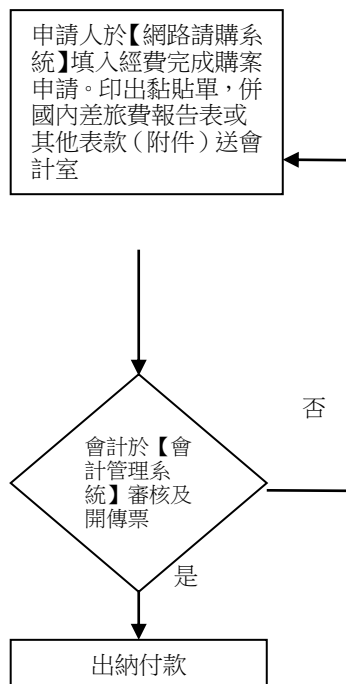 申請人於【網路請購系
統】填入經費完成購案
申請。印出黏貼單，併
國內差旅費報告表或
其他表款（附件）送會
計室
否
會計於【會
計管理系
統】審核及
開傳票
是
出納付款